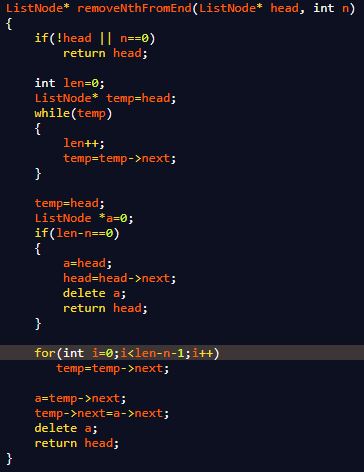 ListNode* removeNthFromEnd(ListNode* head, int n)
{
    if(!head || n==0)
        return head;

    int len=0;
    ListNode* temp=head;
    while(temp)
    {
        len++;
        temp=temp->next;
    }

    temp=head;
    ListNode *a=0;
    if(len-n==0)
    {
        a=head;
        head=head->next;
        delete a;
        return head;
    }

    for(int i=0;i<len-n-1;i++)
       temp=temp->next;

    a=temp->next;
    temp->next=a->next;
    delete a;
    return head;
}